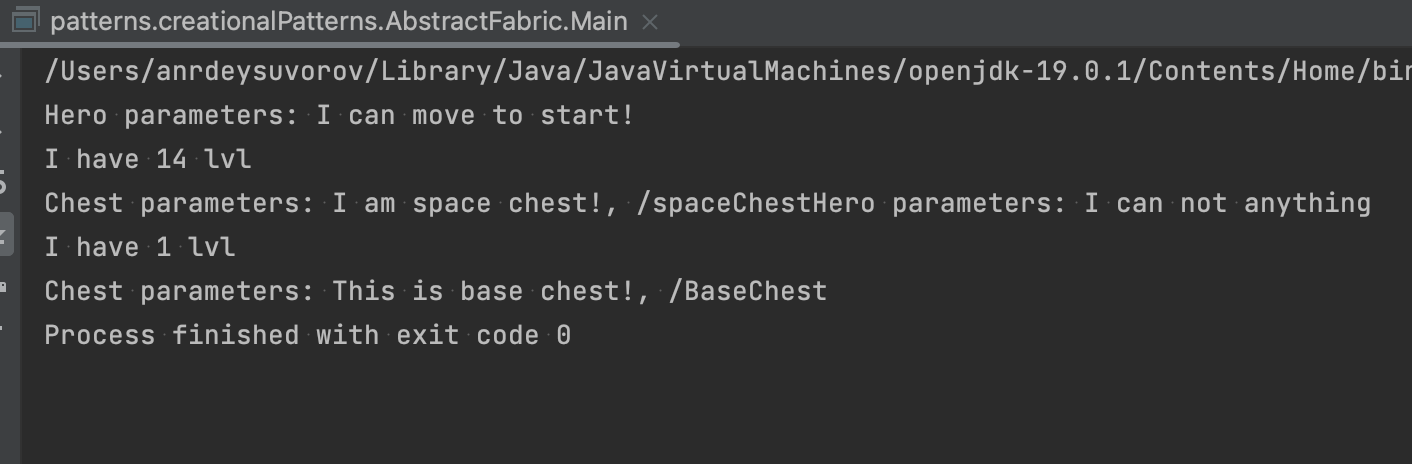 patterns.creationalPatterns.AbstractFabric.Main
/Users/anrdeysuvorov/Library/Java/JavaVirtualMachines/openjdk-19.0.1/Contents/Home/bin
Hero parameters: I can move to start!
I have 14 lvl
Chest parameters: I am space chest!, /spaceChestHero parameters: I can not anything
I have 1 lvl
Chest parameters: This is base chest!, /BaseChest
Process finished with exit code 0